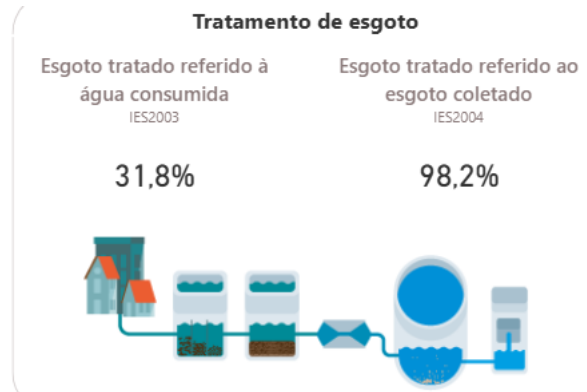 Tratamento de esgoto
Esgoto tratado referido à
água consumida
IES2003
31,8%
Esgoto tratado referido ao
esgoto coletado
IES2004
98,2%